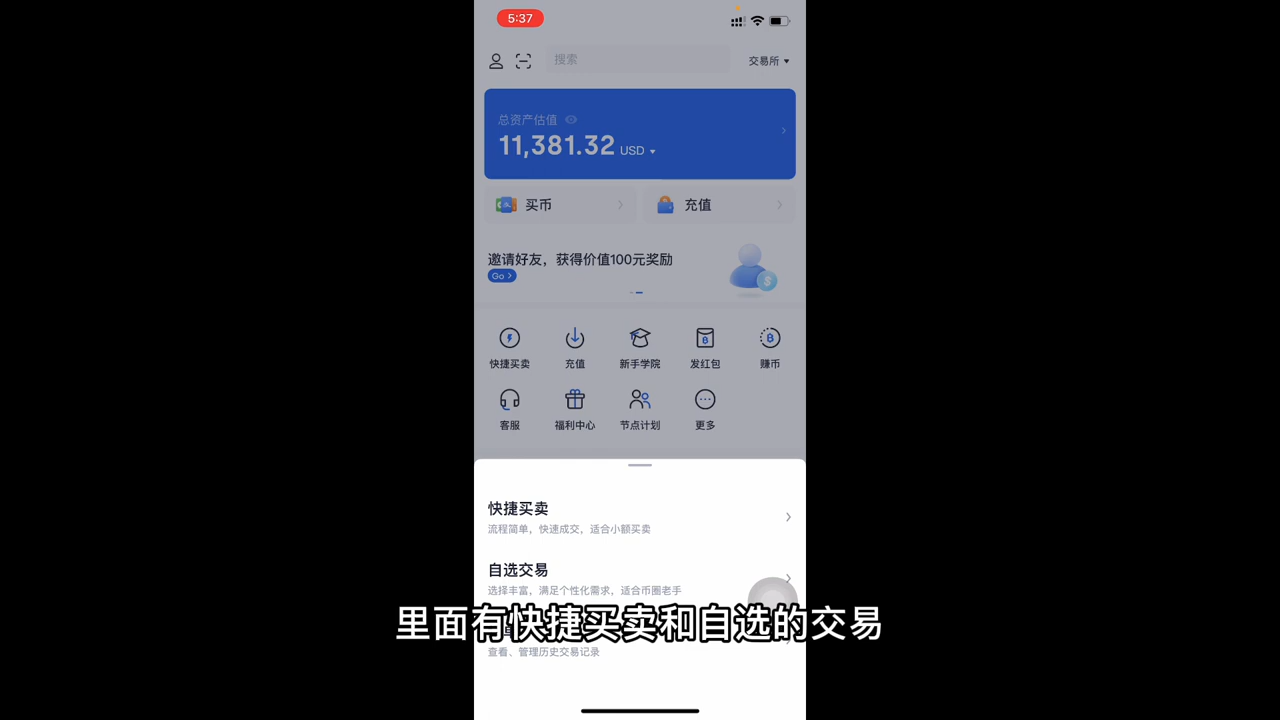 5:37
搜索
交易所
总资产估值
11,381.32 USD
买币
充值
邀请好友，获得价值100元奖励
Go
快捷买卖
充值
新手学院
发红包
赚币
客服
福利中心
节点计划
更多
快捷买卖
流程简单，快速成交，适合小额买卖
自选交易
选择丰富，满足个性化需求，适合币圈老手
里面有快捷买卖和自选的交易
查看、管理历史交易记录